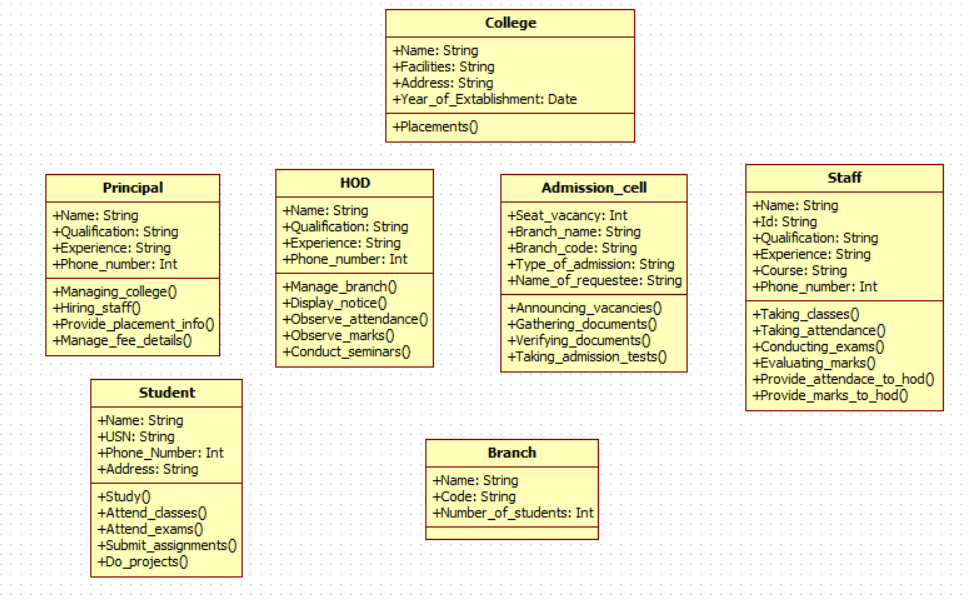 College
+Name: String
+Facilities: String
+Address: String
+Year_of_Extablishment: Date
+Placements()
Principal
+Name: String
+Qualification: String
+Experience: String
+Phone_number: Int
+Managing_college()
+Hiring_staff()
+Provide_placement_info()
+Manage_fee_details()
HOD
+Name: String
+Qualification: String
+Experience: String
+Phone_number: Int
+Manage_branch()
+Display_notice()
+Observe_attendance()
+Observe_marks()
+Conduct_seminars()
Admission_cell
+Seat_vacancy: Int
+Branch_name: String
+Branch_code: String
+Type_of_admission: String
+Name_of_requestee: String
+Announcing_vacancies()
+Gathering_documents()
+Verifying_documents()
+Taking_admission_tests()
Staff
+Name: String
+Id: String
+Qualification: String
+Experience: String
+Course: String
+Phone_number: Int
+Taking_classes()
+Taking_attendance()
+Conducting_exams()
+Evaluating_marks()
+Provide_attendace_to_hod()
+Provide_marks_to_hod()
Student
+Name: String
+USN: String
+Phone_Number: Int
+Address: String
+Study()
+Attend_classes()
+Attend_exams()
+Submit_assignments()
+Do_projects()
Branch
+Name: String
+Code: String
+Number_of_students: Int